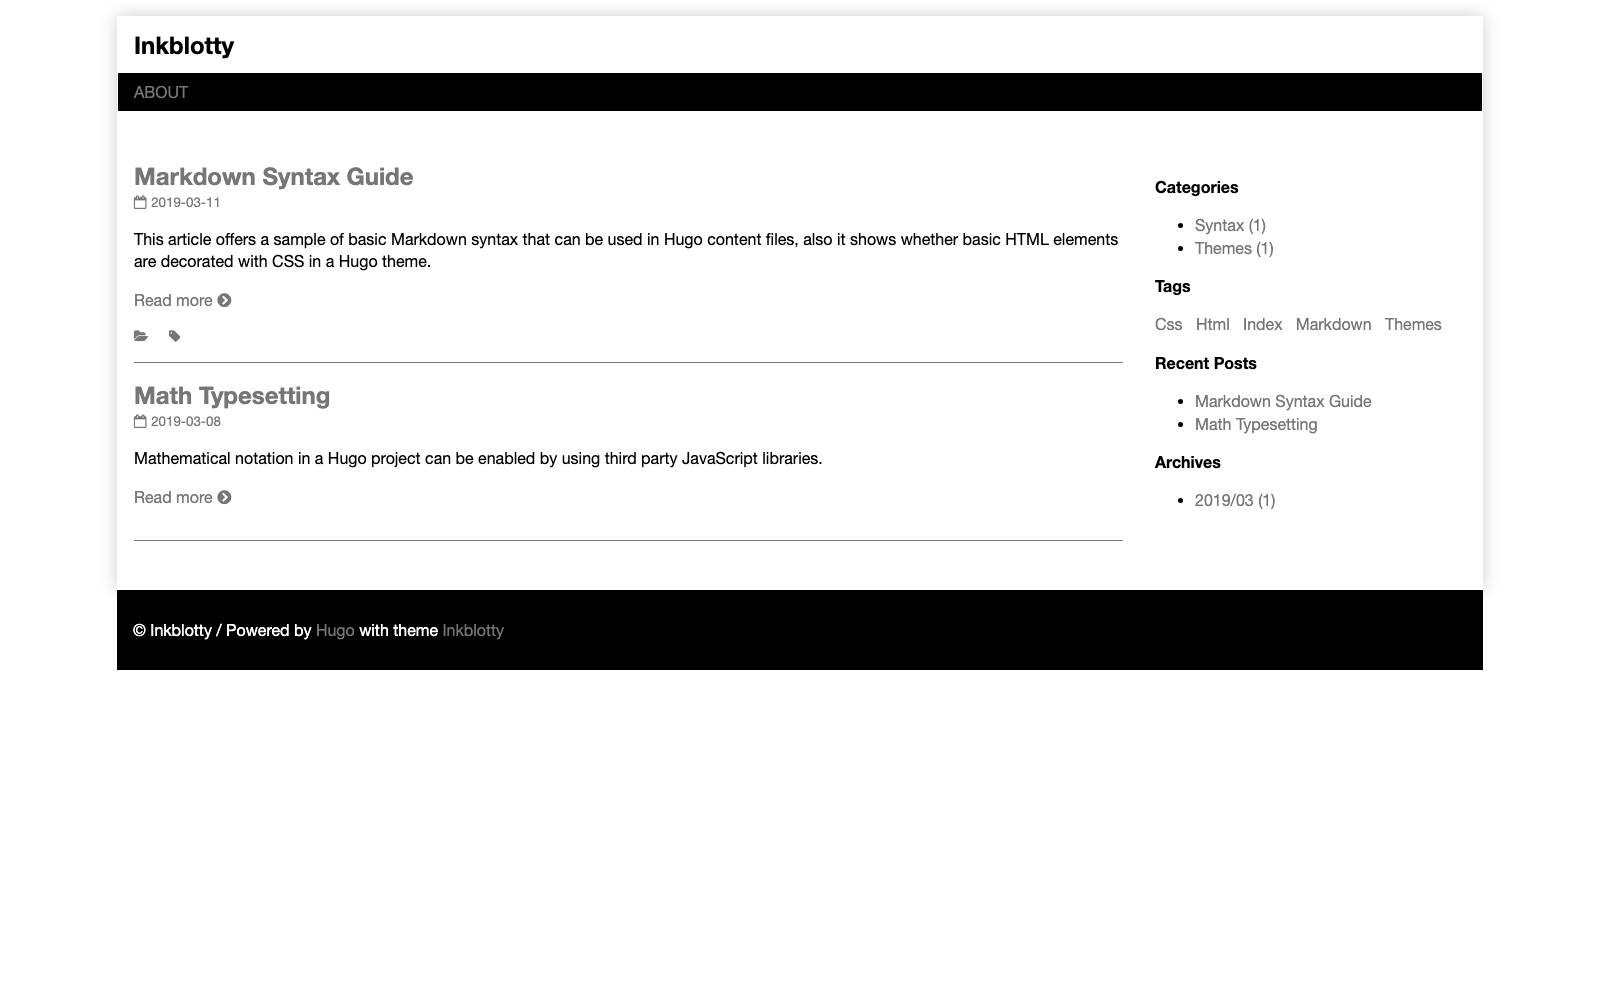 Inkblotty
ABOUT
Markdown Syntax Guide
2019-03-11
This article offers a sample of basic Markdown syntax that can be used in Hugo content files, also it shows whether basic HTML elements
are decorated with CSS in a Hugo theme.
Read more
Math Typesetting
2019-03-08
Mathematical notation in a Hugo project can be enabled by using third party JavaScript libraries.
Read more
Categories
Syntax (1)
Themes (1)
Tags
Css Html Index Markdown Themes
Recent Posts
Markdown Syntax Guide
Math Typesetting
Archives
2019/03 (1)
© Inkblotty / Powered by Hugo with theme Inkblotty